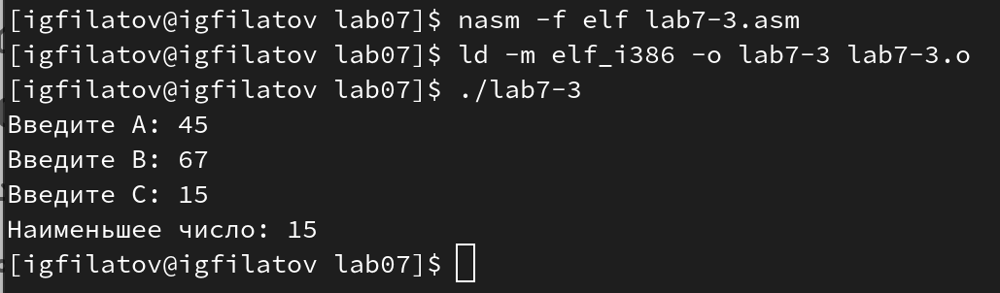 [igfilatov@igfilatov lab07]$ nasm -f elf lab7-3.asm
[igfilatov@igfilatov lab07]$ ld -m elf_i386 -o lab7-3 lab7-3.o
[igfilatov@igfilatov lab07]$ ./lab7-3
Введите A: 45
Введите B: 67
Введите C: 15
Наименьшее число: 15
[igfilatov@igfilatov lab07]$